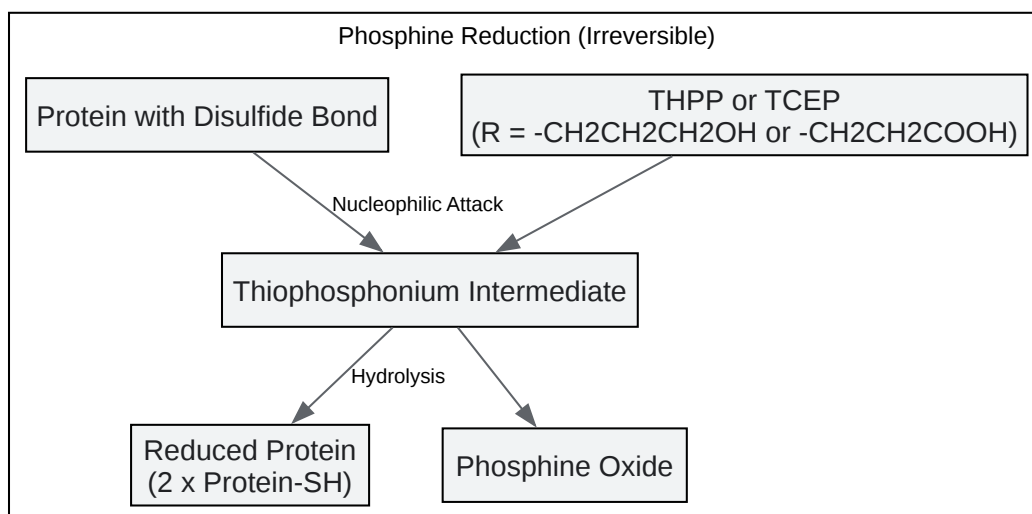 Phosphine Reduction (Irreversible)
Protein with Disulfide Bond
THPP or TCEP
(R = -CH2CH2CH2OH or -CH2CH2COOH)
Nucleophilic Attack
Thiophosphonium Intermediate
Hydrolysis
Reduced Protein
(2 x Protein-SH)
Phosphine Oxide